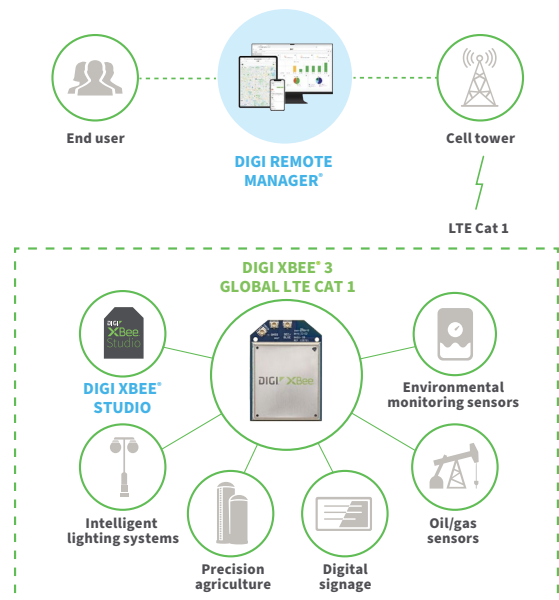 End user
Cell tower
DIGI REMOTE
MANAGER®
LTE Cat 1
DIGI XBEE® 3
GLOBAL LTE CAT 1
DIGI
XBee
Studio
DIGI XBee
DIGI XBEE®
STUDIO
Environmental
monitoring sensors
Intelligent
lighting systems
Oil/gas
sensors
Precision
agriculture
Digital
signage